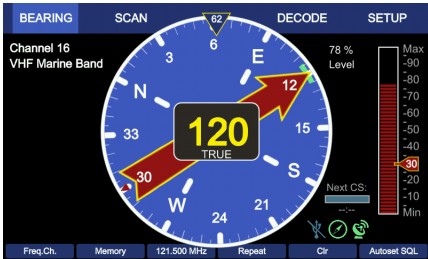 BEARING
SCAN
62
DECODE
SETUP
Channel 16
VHF Marine Band
78 %
Level
Max
-90
-80
-70
-60
-50
-40
30
-20
-10
Min
6
E
12
15
S
21
24
W
30
33
N
3
120
TRUE
Next CS:
--:--
Freq.Ch.
Memory
121.500 MHz
Repeat
Clr
Autoset SQL